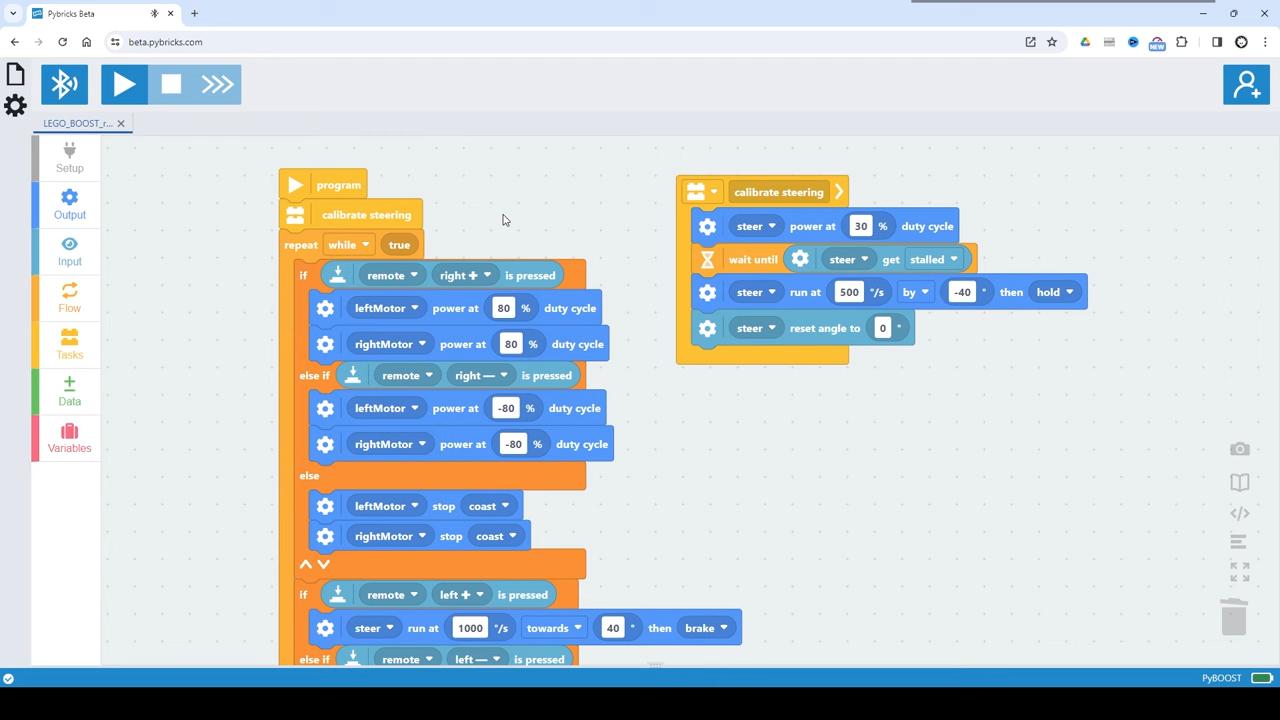 Pybricks Beta
beta.pybricks.com
NEW
LEGO_BOOST_r...
Setup
Output
Input
Flow
Tasks
Data
Variables
program
calibrate steering
repeat while true
if remote right + is pressed
leftMotor power at 80 % duty cycle
rightMotor power at 80 % duty cycle
else if remote right — is pressed
leftMotor power at -80 % duty cycle
rightMotor power at -80 % duty cycle
else
leftMotor stop coast
rightMotor stop coast
if remote left + is pressed
steer run at 1000 °/s towards 40 ° then brake
else if remote left — is pressed
calibrate steering
steer power at 30 % duty cycle
wait until steer get stalled
steer run at 500 °/s by -40 ° then hold
steer reset angle to 0 °
PyBOOST